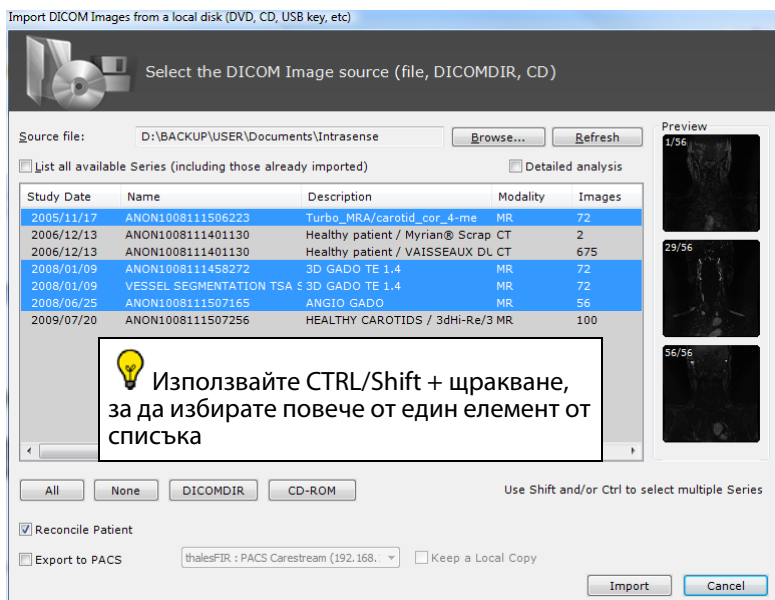 Import DICOM Images from a local disk (DVD, CD, USB key, etc)
Select the DICOM Image source (file, DICOMDIR, CD)
Source file: D:\BACKUP\USER\Documents\Intrasense Browse... Refresh
List all available Series (including those already imported) Detailed analysis
Preview
1/56
29/56
56/56
Study Date Name Description Modality Images
2005/11/17 ANON1008111506223 Turbo_MRA/carotid_cor_4-me MR 72
2006/12/13 ANON1008111401130 Healthy patient / Myrian® Scrap CT 2
2006/12/13 ANON1008111401130 Healthy patient / VAISSEAUX DU CT 675
2008/01/09 ANON1008111458272 3D GADO TE 1.4 MR 72
2008/01/09 VESSEL SEGMENTATION TSA S 3D GADO TE 1.4 MR 72
2008/06/25 ANON1008111507165 ANGIO GADO MR 56
2009/07/20 ANON1008111507256 HEALTHY CAROTIDS / 3dHi-Re/3 MR 100
Използвайте CTRL/Shift + щракване,
за да избирате повече от един елемент от
списъка
All None DICOMDIR CD-ROM Use Shift and/or Ctrl to select multiple Series
Reconcile Patient
Export to PACS thalesFIR : PACS Carestream (192.168. Keep a Local Copy
Import Cancel